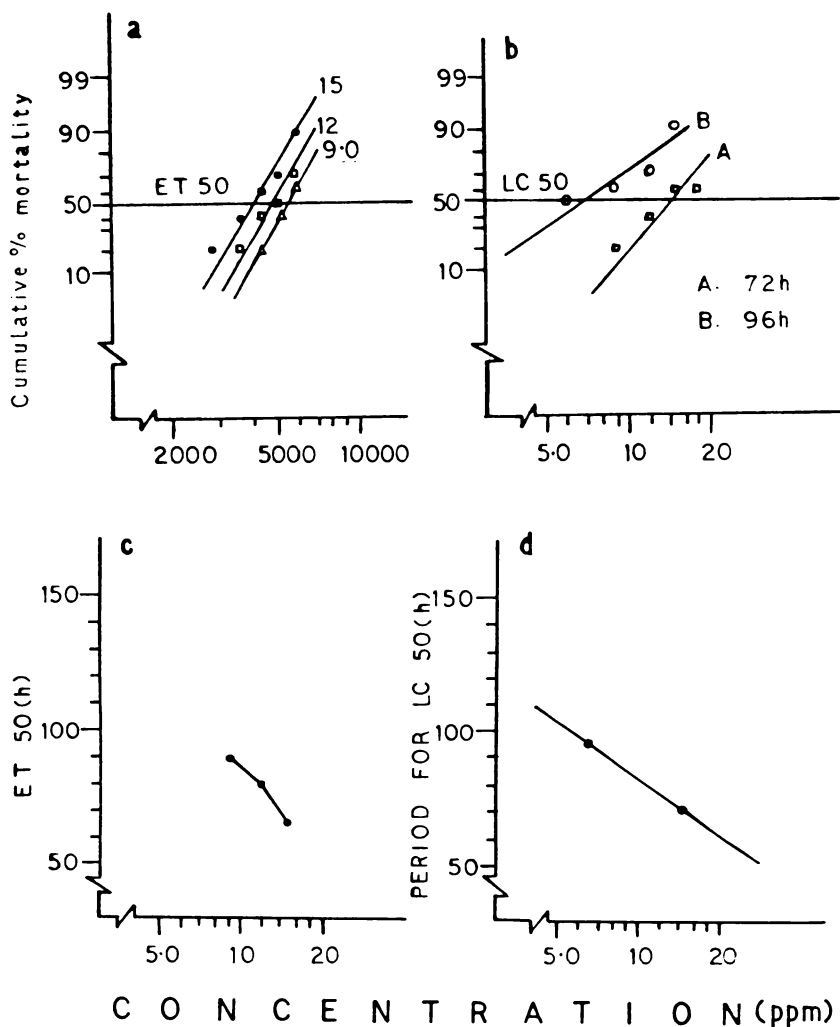 a
Cumulative % mortality
99
90
50
10
ET 50
15
12
9.0
2000 5000 10000
b
99
90
50
10
LC 50
B
A
A. 72h
B. 96h
5.0 10 20
c
ET 50(h)
150
100
50
5.0 10 20
d
PERIOD FOR LC 50(h)
150
100
50
5.0 10 20
CONCENTRATION (ppm)